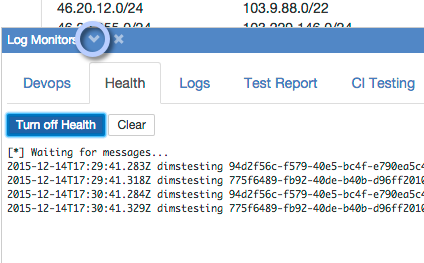 46.20.12.0/24 103.9.88.0/22
Log Monitors
Devops Health Logs Test Report CI Testing
Turn off Health Clear
[*] Waiting for messages...
2015-12-14T17:29:41.283Z dimstesting 94d2f56c-f579-40e5-bc4f-e790ea5c4
2015-12-14T17:29:41.318Z dimstesting 775f6489-fb92-40de-b40b-d96ff2010
2015-12-14T17:30:41.284Z dimstesting 94d2f56c-f579-40e5-bc4f-e790ea5c4
2015-12-14T17:30:41.329Z dimstesting 775f6489-fb92-40de-b40b-d96ff2010